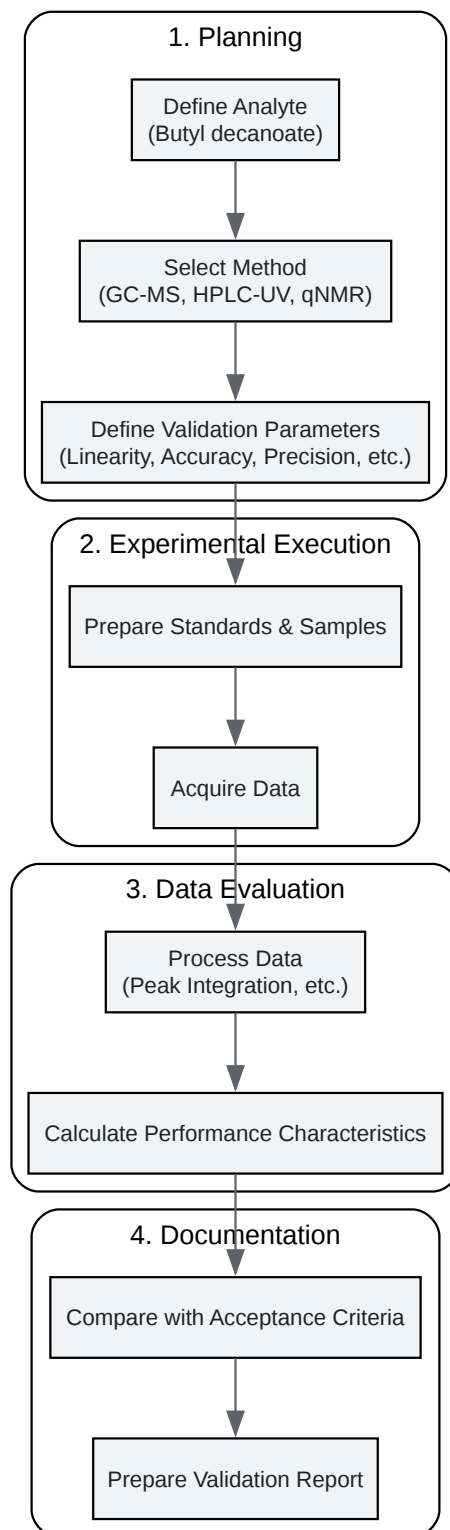 1. Planning
Define Analyte
(Butyl decanoate)
Select Method
(GC-MS, HPLC-UV, qNMR)
Define Validation Parameters
(Linearity, Accuracy, Precision, etc.)
2. Experimental Execution
Prepare Standards & Samples
Acquire Data
3. Data Evaluation
Process Data
(Peak Integration, etc.)
Calculate Performance Characteristics
4. Documentation
Compare with Acceptance Criteria
Prepare Validation Report